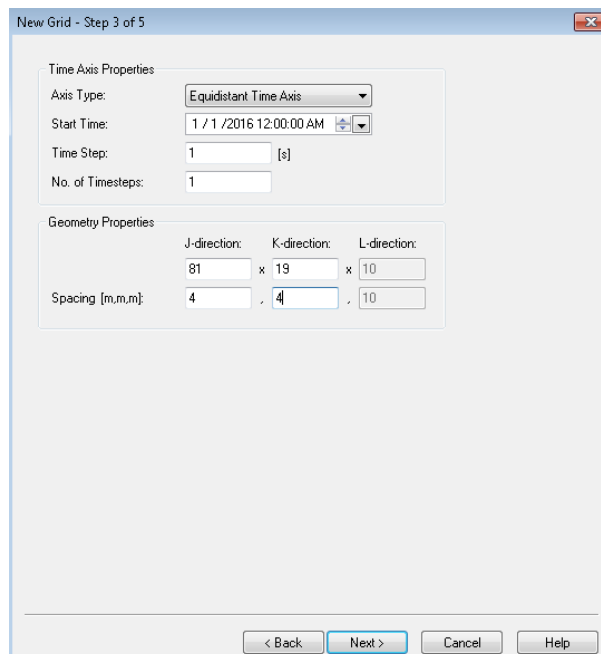 New Grid - Step 3 of 5
Time Axis Properties
Axis Type: Equidistant Time Axis
Start Time: 1 / 1 /2016 12:00:00 AM
Time Step: 1 [s]
No. of Timesteps: 1
Geometry Properties
J-direction: K-direction: L-direction:
81 x 19 x 10
Spacing [m,m,m]: 4 , 4 , 10
< Back Next > Cancel Help